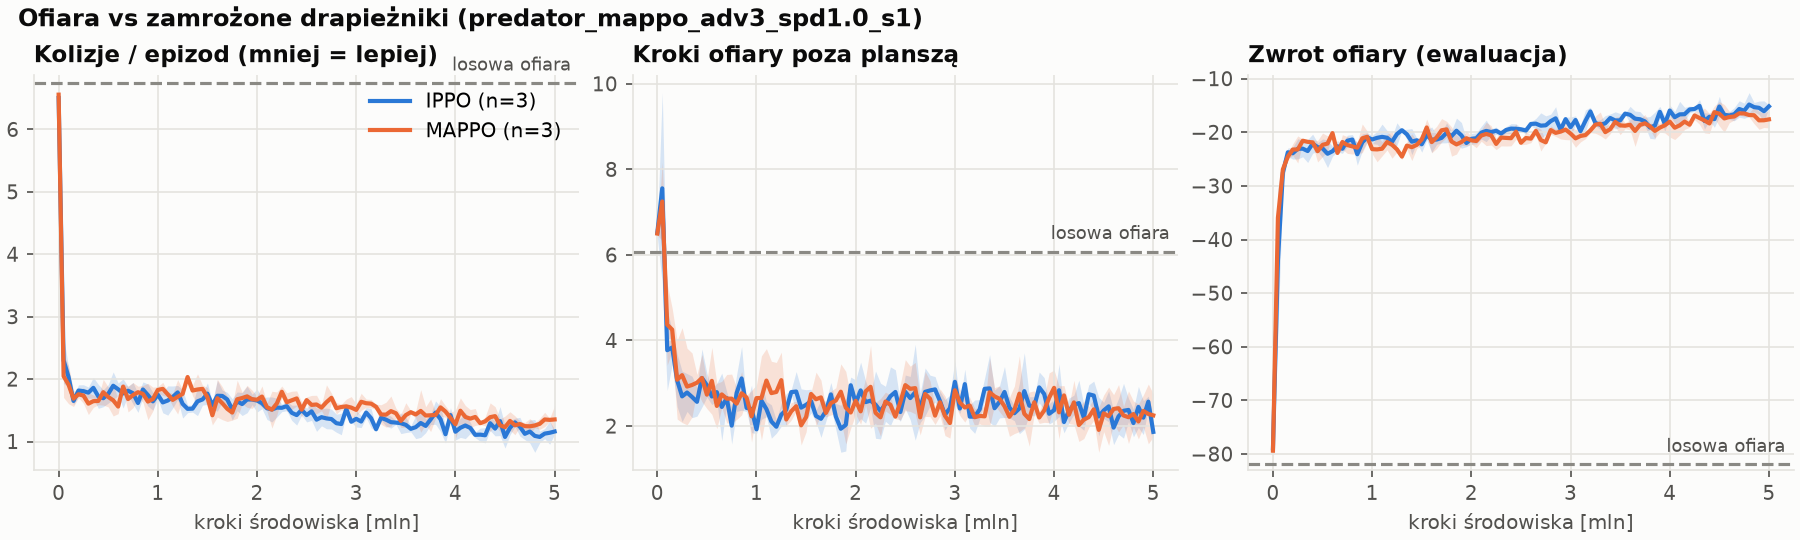 Ofiara vs zamrożone drapieżniki (predator_mappo_adv3_spd1.0_s1)
Kolizje / epizod (mniej = lepiej)
losowa ofiara
IPPO (n=3)
MAPPO (n=3)
6
5
4
3
2
1
0 1 2 3 4 5
kroki środowiska [mln]
Kroki ofiary poza planszą
losowa ofiara
10
8
6
4
2
0 1 2 3 4 5
kroki środowiska [mln]
Zwrot ofiary (ewaluacja)
losowa ofiara
−10
−20
−30
−40
−50
−60
−70
−80
0 1 2 3 4 5
kroki środowiska [mln]